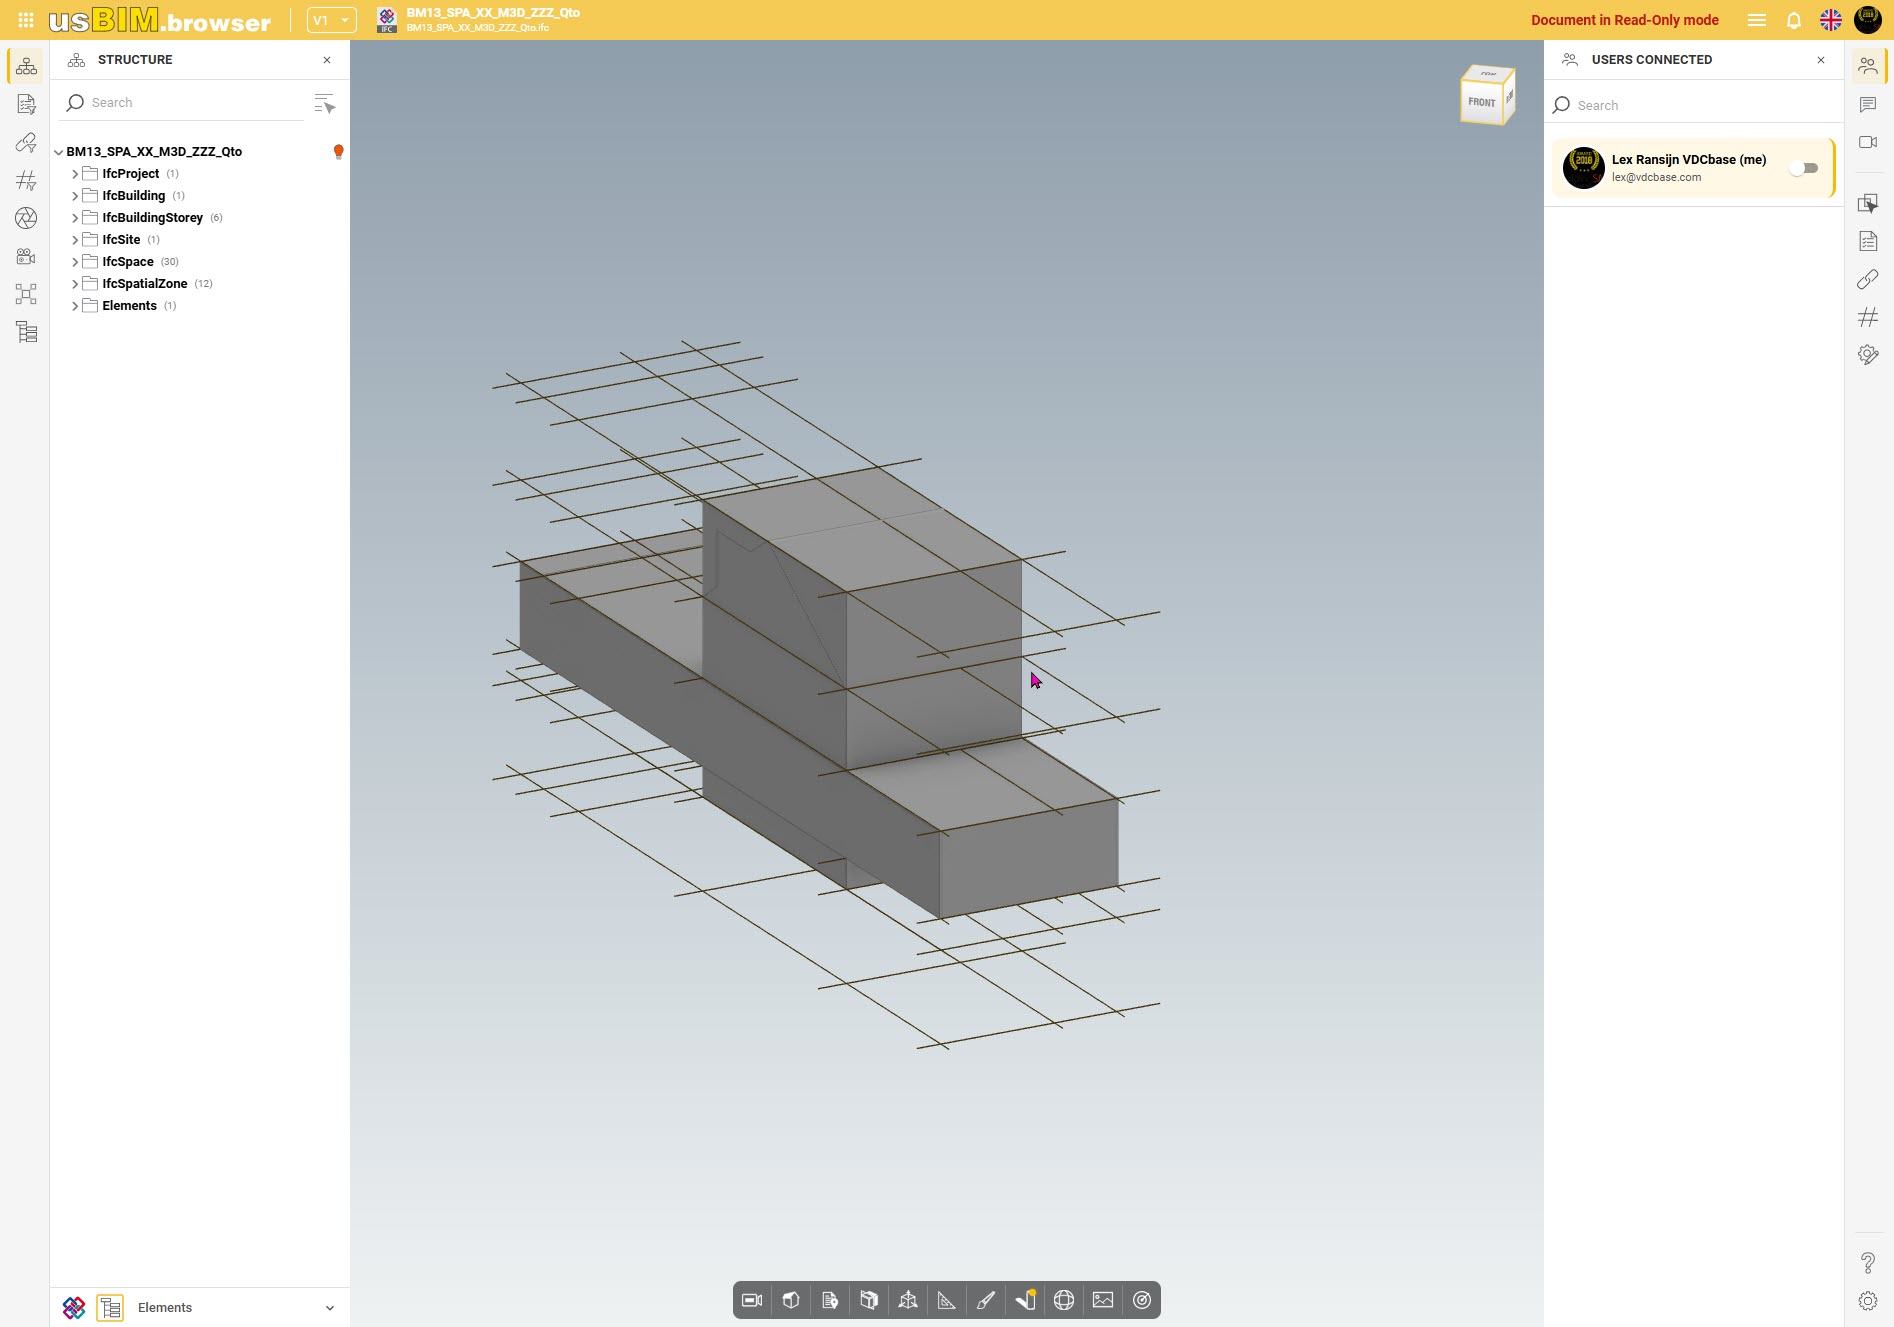 usBIM.browser
V1
BM13_SPA_XX_M3D_ZZZ_Qto
BM13_SPA_XX_M3D_ZZZ_Qto.ifc
IFC
Document in Read-Only mode
STRUCTURE
Search
BM13_SPA_XX_M3D_ZZZ_Qto
IfcProject (1)
IfcBuilding (1)
IfcBuildingStorey (6)
IfcSite (1)
IfcSpace (30)
IfcSpatialZone (12)
Elements (1)
Elements
FRONT
USERS CONNECTED
Search
2018
Lex Ransijn VDCbase (me)
lex@vdcbase.com